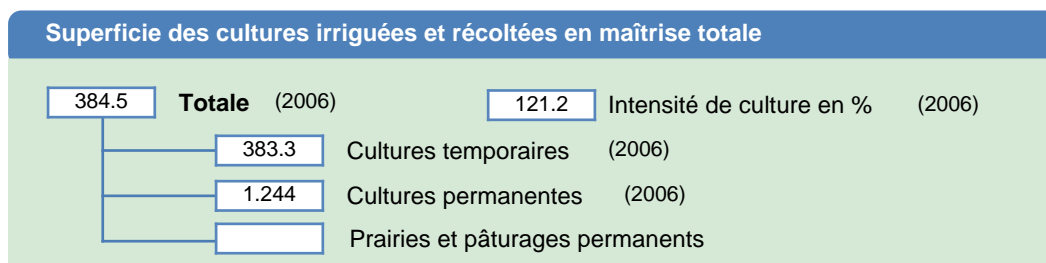 Superficie des cultures irriguées et récoltées en maîtrise totale
384.5 Totale (2006) 121.2 Intensité de culture en % (2006)
383.3 Cultures temporaires (2006)
1.244 Cultures permanentes (2006)
Prairies et pâturages permanents